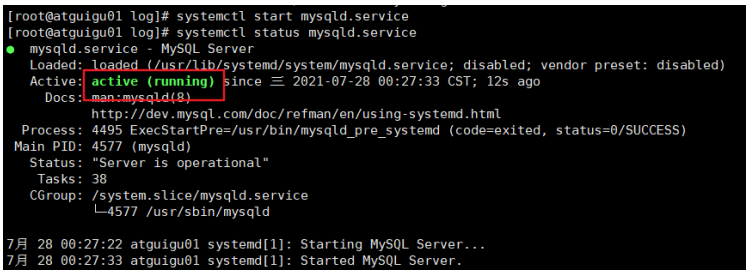 [root@atguigu01 log]# systemctl start mysqld.service
[root@atguigu01 log]# systemctl status mysqld.service
● mysqld.service - MySQL Server
Loaded: loaded (/usr/lib/systemd/system/mysqld.service; disabled; vendor preset: disabled)
Active: active (running) since 三 2021-07-28 00:27:33 CST; 12s ago
Docs: man:mysqld(8)
http://dev.mysql.com/doc/refman/en/using-systemd.html
Process: 4495 ExecStartPre=/usr/bin/mysqld_pre_systemd (code=exited, status=0/SUCCESS)
Main PID: 4577 (mysqld)
Status: "Server is operational"
Tasks: 38
CGroup: /system.slice/mysqld.service
└─4577 /usr/sbin/mysqld
7月 28 00:27:22 atguigu01 systemd[1]: Starting MySQL Server...
7月 28 00:27:33 atguigu01 systemd[1]: Started MySQL Server.